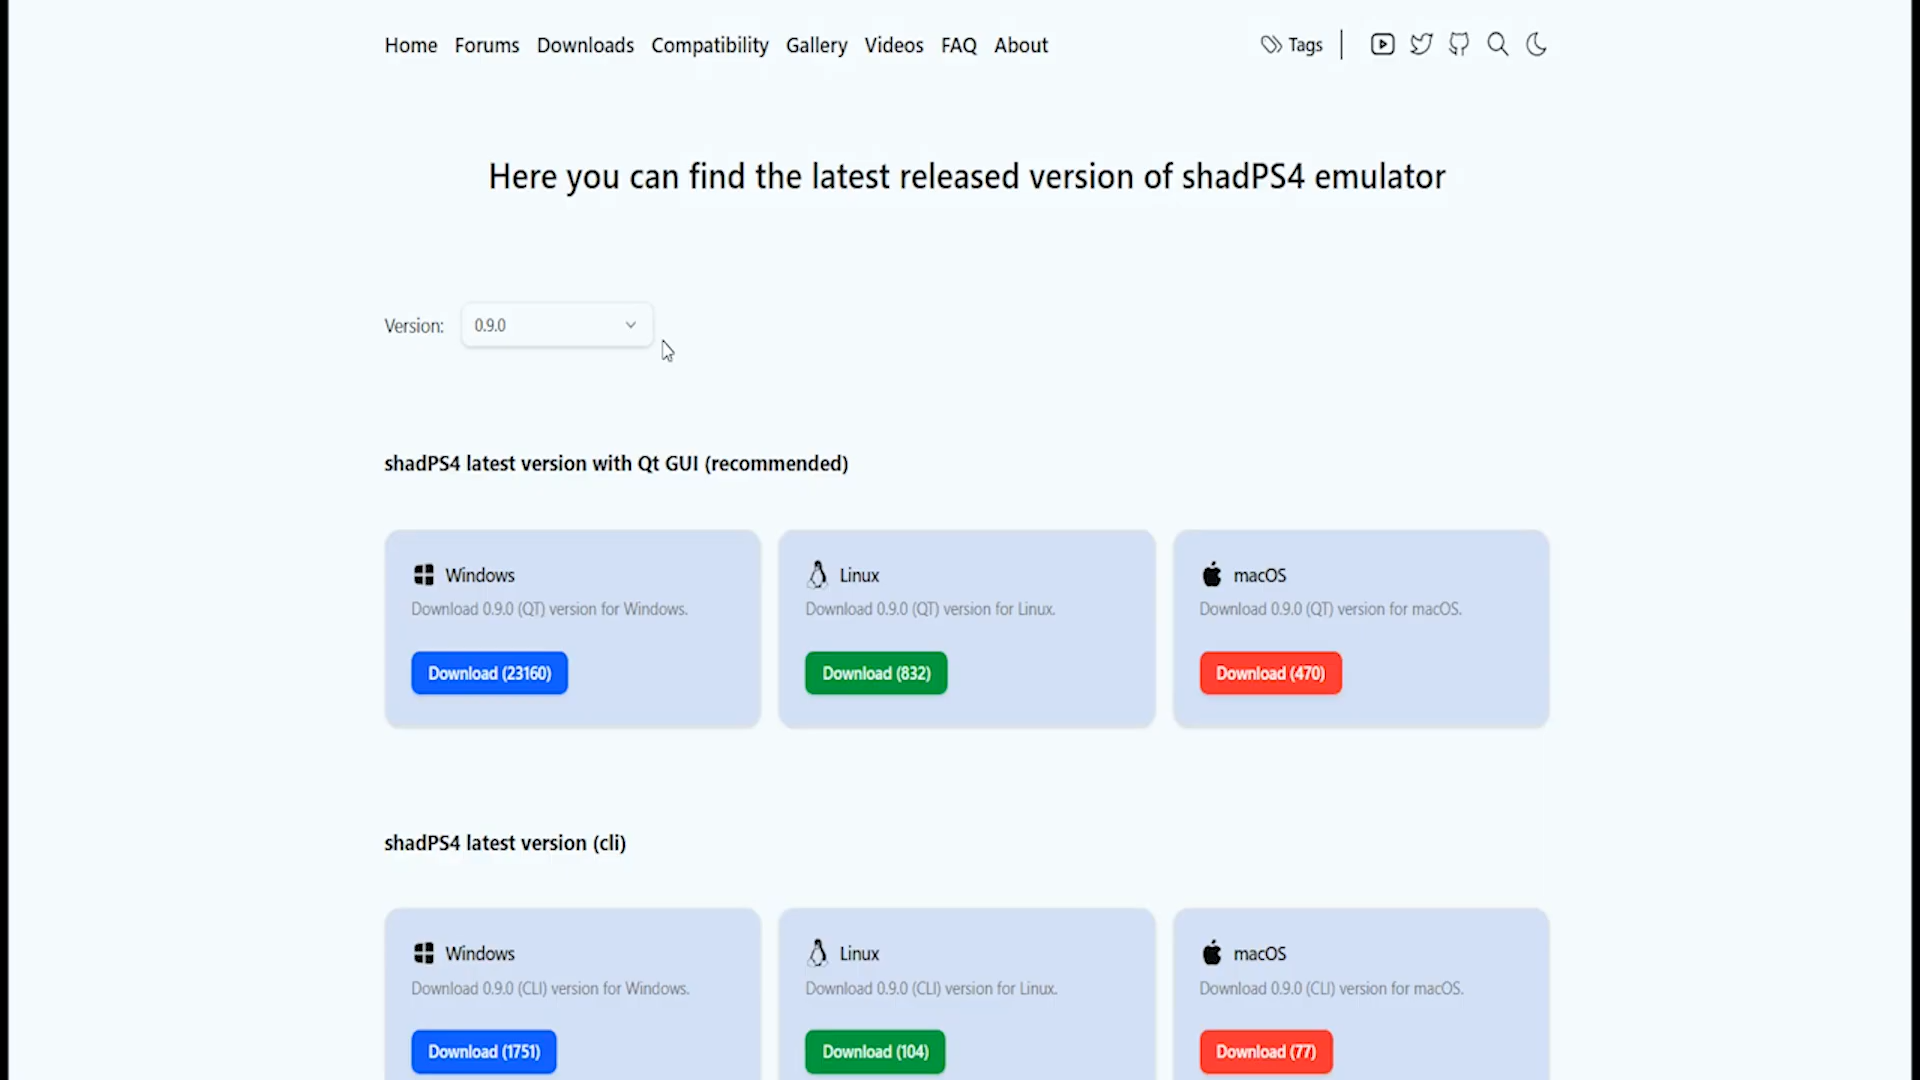 Home Forums Downloads Compatibility Gallery Videos FAQ About Tags
Here you can find the latest released version of shadPS4 emulator
Version: 0.9.0
shadPS4 latest version with Qt GUI (recommended)
Windows
Download 0.9.0 (QT) version for Windows.
Download (23160)
Linux
Download 0.9.0 (QT) version for Linux.
Download (832)
macOS
Download 0.9.0 (QT) version for macOS.
Download (470)
shadPS4 latest version (cli)
Windows
Download 0.9.0 (CLI) version for Windows.
Download (1751)
Linux
Download 0.9.0 (CLI) version for Linux.
Download (104)
macOS
Download 0.9.0 (CLI) version for macOS.
Download (77)